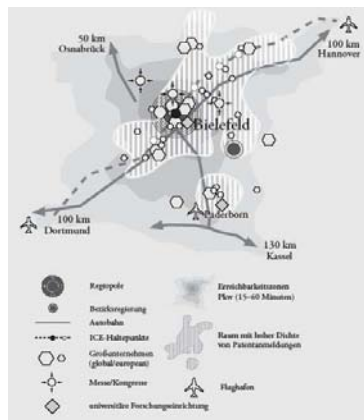 50 km
Osnabrück
100 km
Hannover
Bielefeld
Paderborn
100 km
Dortmund
130 km
Kassel
Regiopole
Bezirksregierung
Autobahn
ICE-Haltepunkte
Großunternehmen
(global/european)
Messe/Kongress
universitäre Forschungseinrichtung
Erreichbarkeitszonen
Pkw (15–60 Minuten)
Raum mit hoher Dichte
von Patentanmeldungen
Flughafen